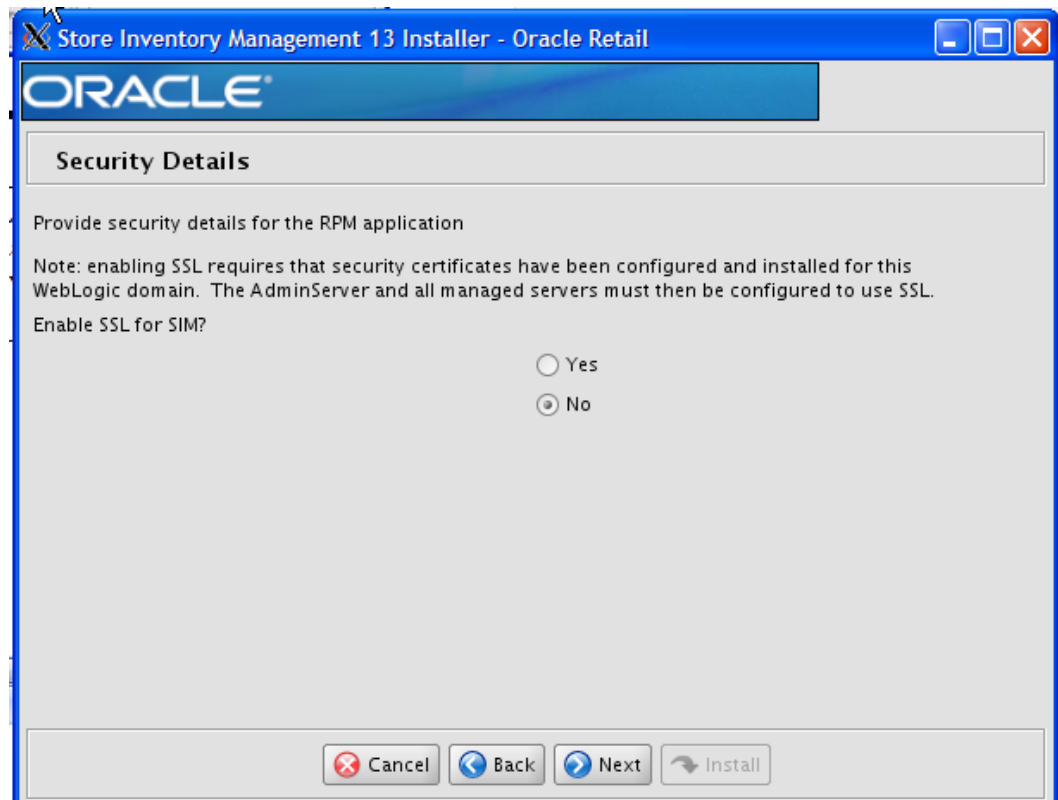 Store Inventory Management 13 Installer - Oracle Retail
ORACLE®
Security Details
Provide security details for the RPM application
Note: enabling SSL requires that security certificates have been configured and installed for this
WebLogic domain. The AdminServer and all managed servers must then be configured to use SSL.
Enable SSL for SIM?
Yes
No
Cancel Back Next Install